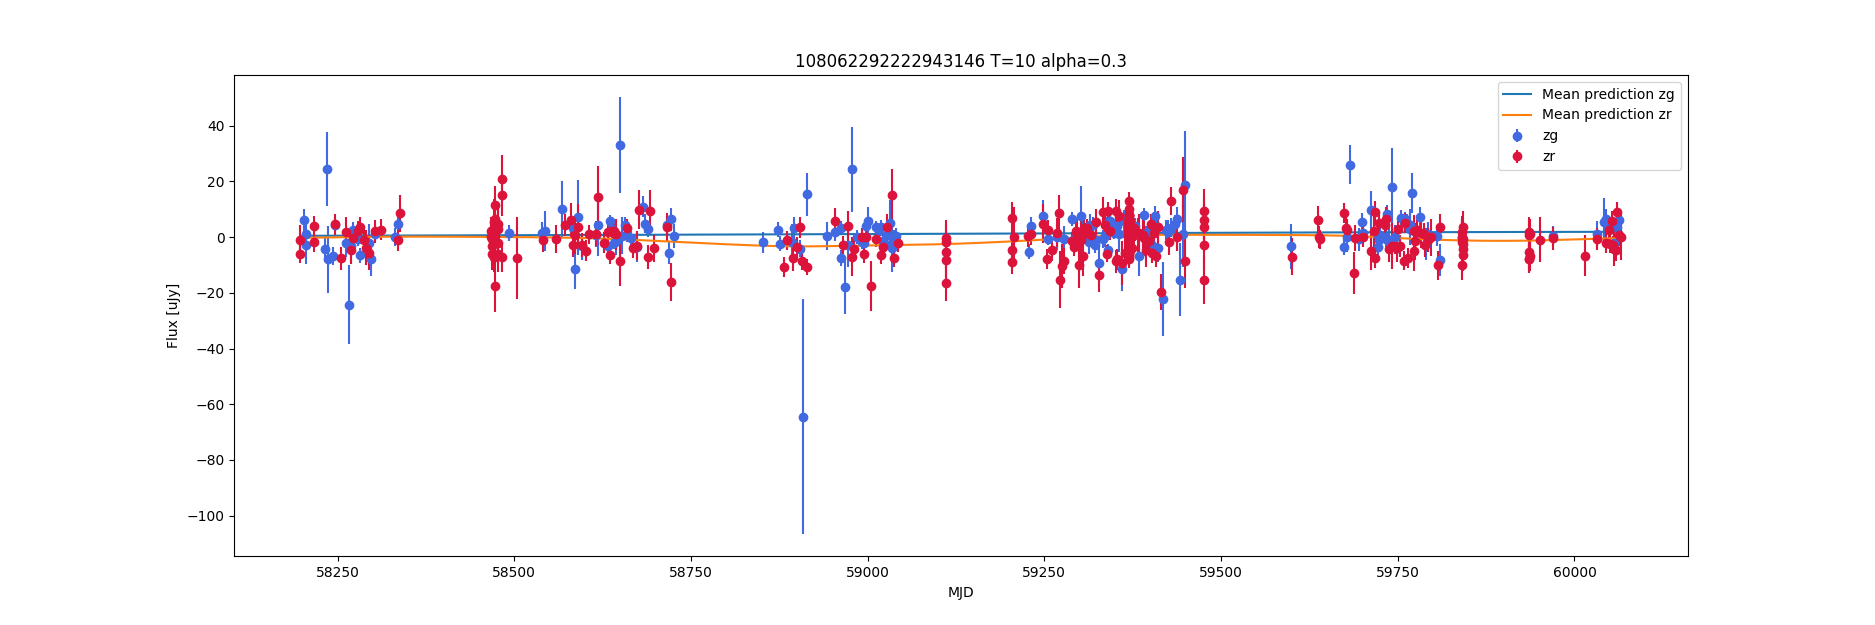 108062292222943146 T=10 alpha=0.3
Mean prediction zg
Mean prediction zr
zg
zr
Flux [uJy]
40
20
0
−20
−40
−60
−80
−100
58250 58500 58750 59000 59250 59500 59750 60000
MJD